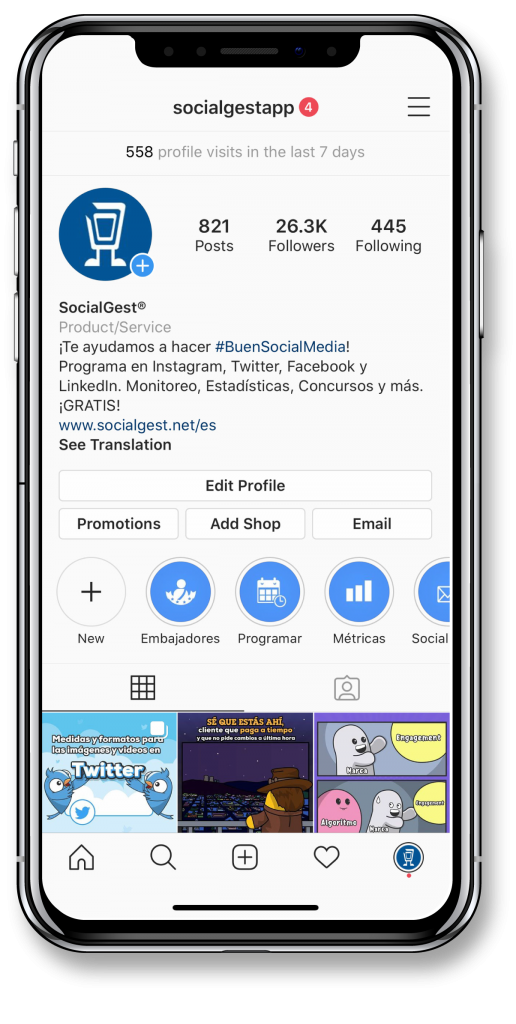 socialgestapp 4
558 profile visits in the last 7 days
821 26.3K 445
Posts Followers Following
SocialGest®
Product/Service
¡Te ayudamos a hacer #BuenSocialMedia!
Programa en Instagram, Twitter, Facebook y
LinkedIn. Monitoreo, Estadísticas, Concursos y más.
¡GRATIS!
www.socialgest.net/es
See Translation
Edit Profile
Promotions Add Shop Email
New Embajadores Programar Métricas Social
Medidas y formatos para
las imágenes y videos en
Twitter
SÉ QUE ESTÁS AHÍ,
cliente que paga a tiempo
y que no pide cambios a última hora
Engagement
Marca
Engagement
Algoritmo
Marca